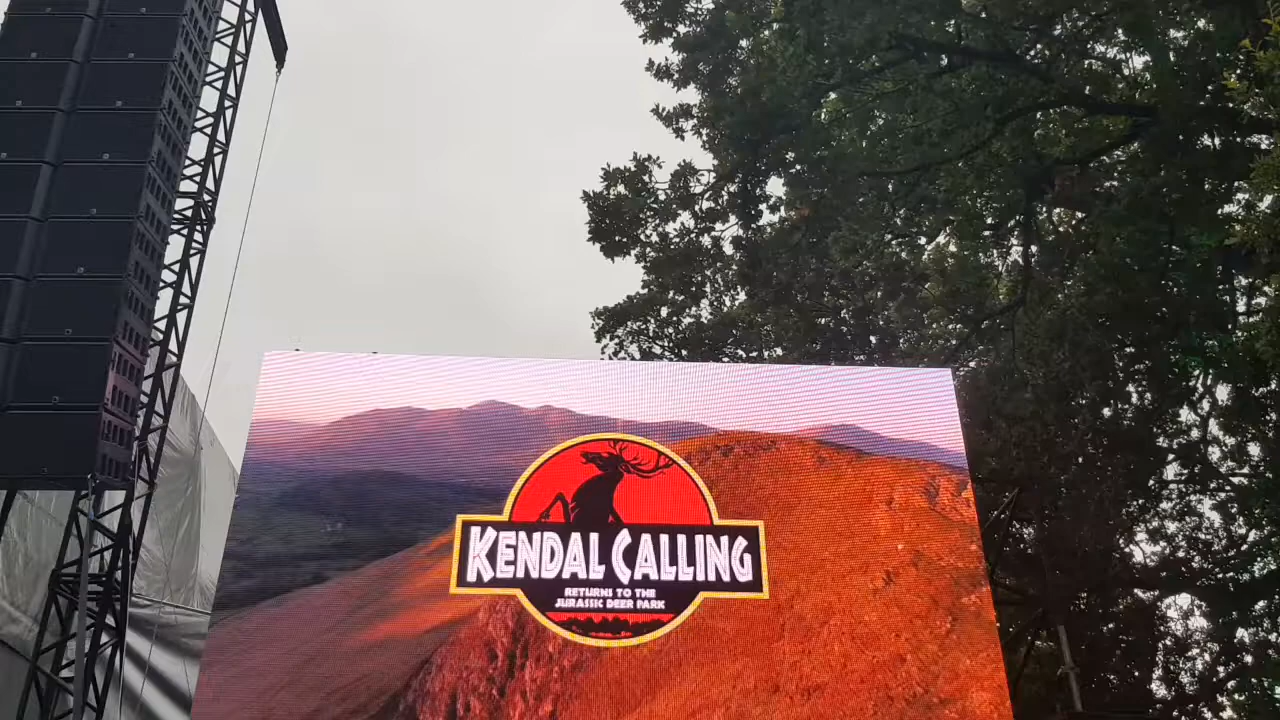 KENDAL CALLING
RETURNS TO THE
JURASSIC DEER PARK